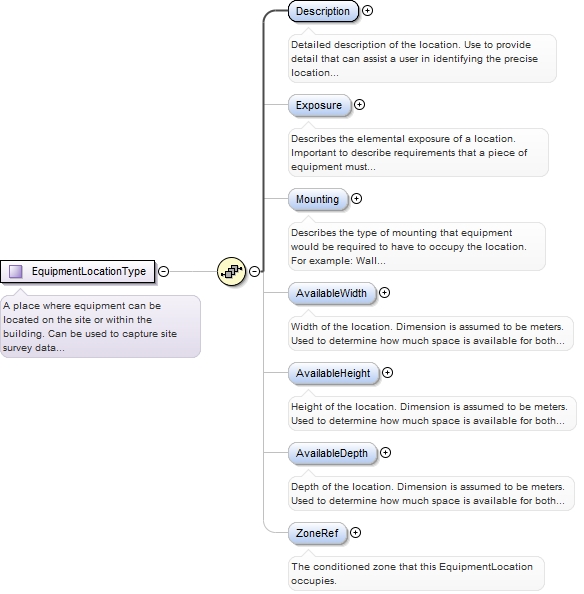 Description
Detailed description of the location. Use to provide
detail that can assist a user in identifying the precise
location...
Exposure
Describes the elemental exposure of a location.
Important to describe requirements that a piece of
equipment must...
Mounting
Describes the type of mounting that equipment
would be required to have to occupy the location.
For example: Wall...
EquipmentLocationType
A place where equipment can be
located on the site or within the
building. Can be used to capture site
survey data...
AvailableWidth
Width of the location. Dimension is assumed to be meters.
Used to determine how much space is available for both...
AvailableHeight
Height of the location. Dimension is assumed to be meters.
Used to determine how much space is available for both...
AvailableDepth
Depth of the location. Dimension is assumed to be meters.
Used to determine how much space is available for both...
ZoneRef
The conditioned zone that this EquipmentLocation
occupies.